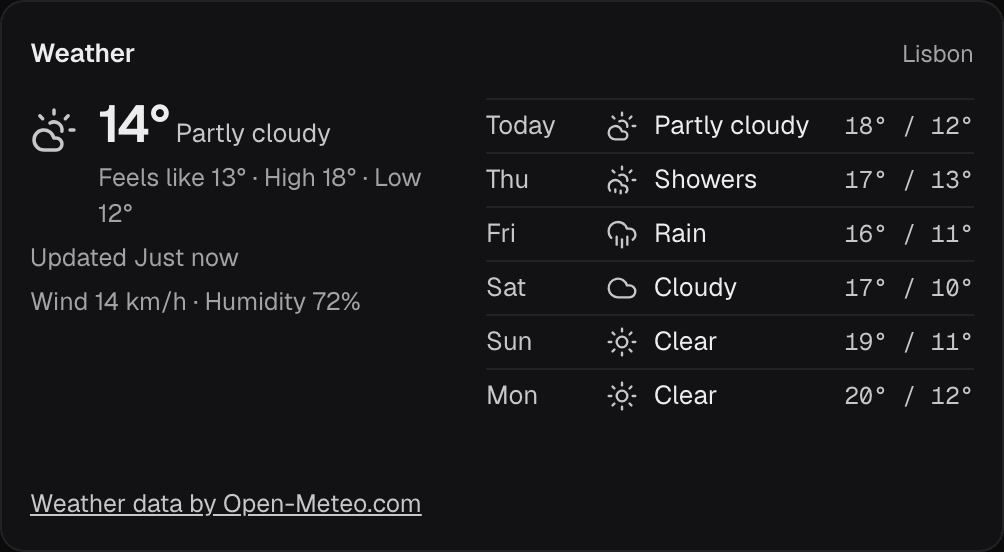 Weather
Lisbon
14° Partly cloudy
Feels like 13° · High 18° · Low
12°
Updated Just now
Wind 14 km/h · Humidity 72%
Today Partly cloudy 18° / 12°
Thu Showers 17° / 13°
Fri Rain 16° / 11°
Sat Cloudy 17° / 10°
Sun Clear 19° / 11°
Mon Clear 20° / 12°
Weather data by Open-Meteo.com